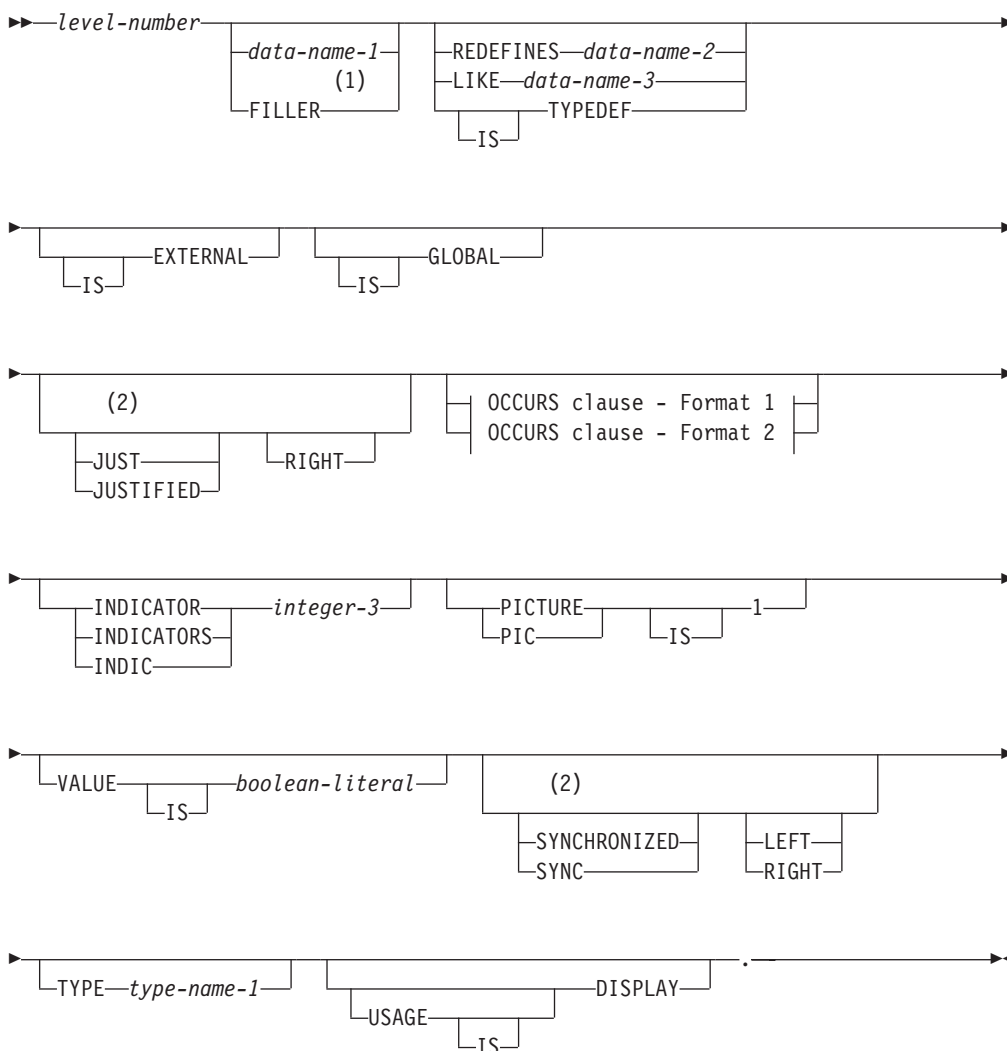 level-number
data-name-1
(1)
FILLER
REDEFINES data-name-2
LIKE data-name-3
TYPEDEF
IS
EXTERNAL
IS
GLOBAL
IS
(2)
JUST
JUSTIFIED
RIGHT
OCCURS clause - Format 1
OCCURS clause - Format 2
INDICATOR integer-3
INDICATORS
INDIC
PICTURE
PIC
IS
1
VALUE
IS
boolean-literal
(2)
SYNCHRONIZED
SYNC
LEFT
RIGHT
TYPE type-name-1
USAGE
IS
DISPLAY
.